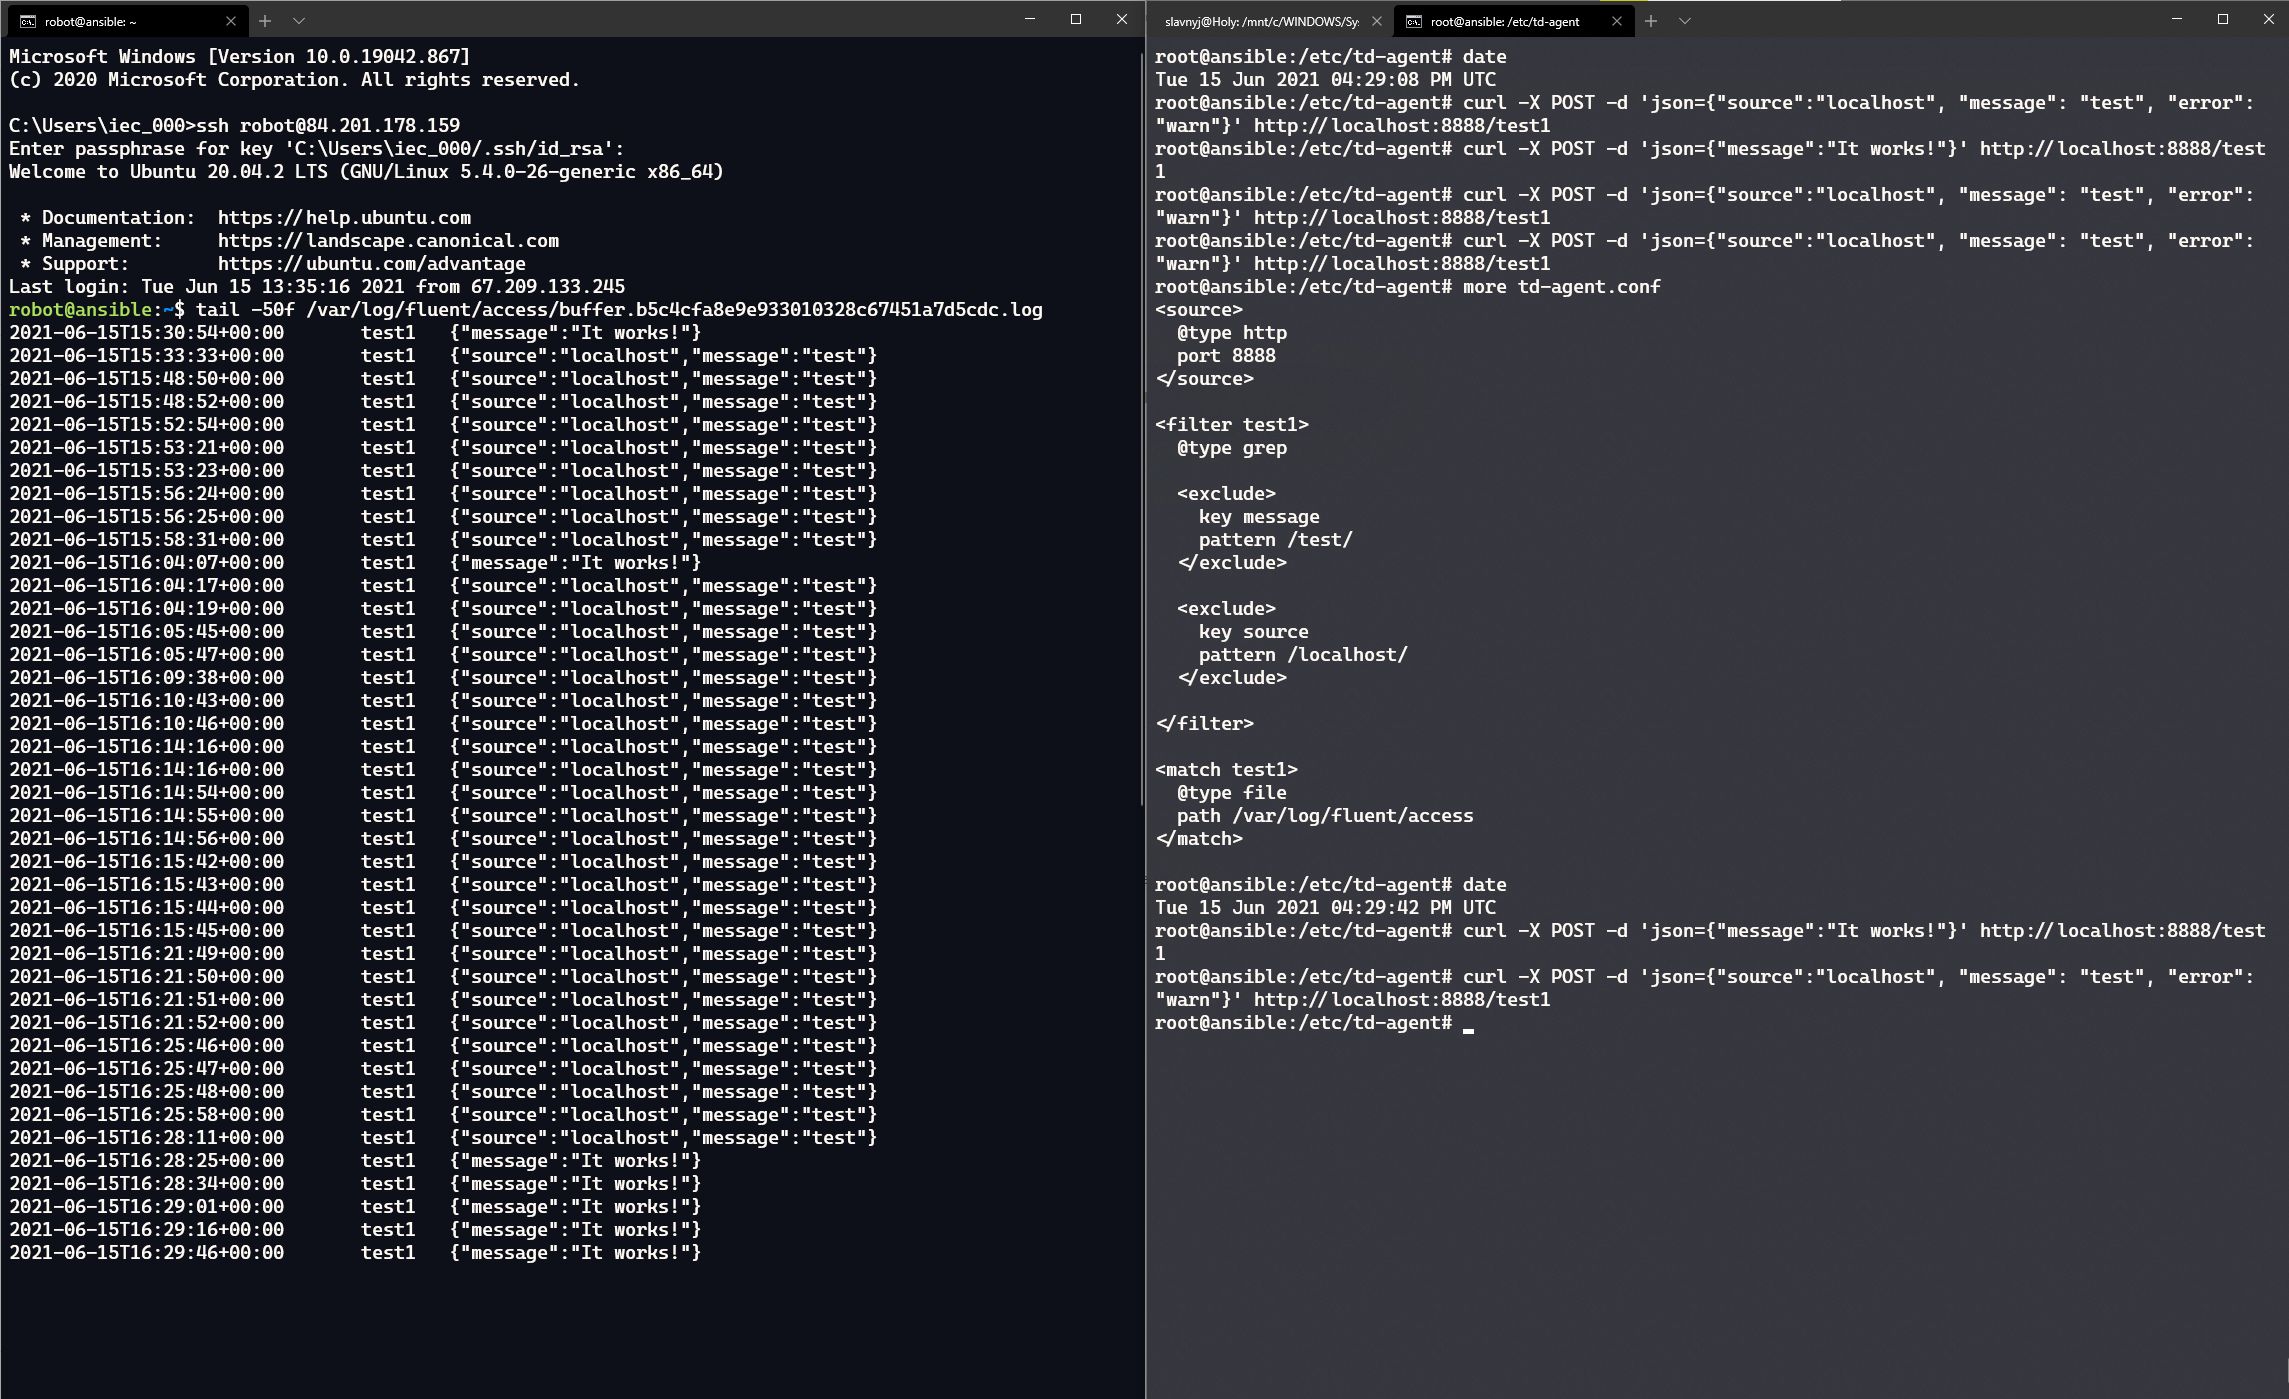 robot@ansible: ~
Microsoft Windows [Version 10.0.19042.867]
(c) 2020 Microsoft Corporation. All rights reserved.
C:\Users\iec_000>ssh robot@84.201.178.159
Enter passphrase for key 'C:\Users\iec_000/.ssh/id_rsa':
Welcome to Ubuntu 20.04.2 LTS (GNU/Linux 5.4.0-26-generic x86_64)
* Documentation:  https://help.ubuntu.com
* Management:     https://landscape.canonical.com
* Support:        https://ubuntu.com/advantage
Last login: Tue Jun 15 13:35:16 2021 from 67.209.133.245
robot@ansible:~$ tail -50f /var/log/fluent/access/buffer.b5c4cfa8e9e933010328c67451a7d5cdc.log
2021-06-15T15:30:54+00:00 test1 {"message":"It works!"}
2021-06-15T15:33:33+00:00 test1 {"source":"localhost","message":"test"}
2021-06-15T15:48:50+00:00 test1 {"source":"localhost","message":"test"}
2021-06-15T15:48:52+00:00 test1 {"source":"localhost","message":"test"}
2021-06-15T15:52:54+00:00 test1 {"source":"localhost","message":"test"}
2021-06-15T15:53:21+00:00 test1 {"source":"localhost","message":"test"}
2021-06-15T15:53:23+00:00 test1 {"source":"localhost","message":"test"}
2021-06-15T15:56:24+00:00 test1 {"source":"localhost","message":"test"}
2021-06-15T15:56:25+00:00 test1 {"source":"localhost","message":"test"}
2021-06-15T15:58:31+00:00 test1 {"source":"localhost","message":"test"}
2021-06-15T16:04:07+00:00 test1 {"message":"It works!"}
2021-06-15T16:04:17+00:00 test1 {"source":"localhost","message":"test"}
2021-06-15T16:04:19+00:00 test1 {"source":"localhost","message":"test"}
2021-06-15T16:05:45+00:00 test1 {"source":"localhost","message":"test"}
2021-06-15T16:05:47+00:00 test1 {"source":"localhost","message":"test"}
2021-06-15T16:09:38+00:00 test1 {"source":"localhost","message":"test"}
2021-06-15T16:10:43+00:00 test1 {"source":"localhost","message":"test"}
2021-06-15T16:10:46+00:00 test1 {"source":"localhost","message":"test"}
2021-06-15T16:14:16+00:00 test1 {"source":"localhost","message":"test"}
2021-06-15T16:14:16+00:00 test1 {"source":"localhost","message":"test"}
2021-06-15T16:14:54+00:00 test1 {"source":"localhost","message":"test"}
2021-06-15T16:14:55+00:00 test1 {"source":"localhost","message":"test"}
2021-06-15T16:14:56+00:00 test1 {"source":"localhost","message":"test"}
2021-06-15T16:15:42+00:00 test1 {"source":"localhost","message":"test"}
2021-06-15T16:15:43+00:00 test1 {"source":"localhost","message":"test"}
2021-06-15T16:15:44+00:00 test1 {"source":"localhost","message":"test"}
2021-06-15T16:15:45+00:00 test1 {"source":"localhost","message":"test"}
2021-06-15T16:21:49+00:00 test1 {"source":"localhost","message":"test"}
2021-06-15T16:21:50+00:00 test1 {"source":"localhost","message":"test"}
2021-06-15T16:21:51+00:00 test1 {"source":"localhost","message":"test"}
2021-06-15T16:21:52+00:00 test1 {"source":"localhost","message":"test"}
2021-06-15T16:25:46+00:00 test1 {"source":"localhost","message":"test"}
2021-06-15T16:25:47+00:00 test1 {"source":"localhost","message":"test"}
2021-06-15T16:25:48+00:00 test1 {"source":"localhost","message":"test"}
2021-06-15T16:25:58+00:00 test1 {"source":"localhost","message":"test"}
2021-06-15T16:28:11+00:00 test1 {"source":"localhost","message":"test"}
2021-06-15T16:28:25+00:00 test1 {"message":"It works!"}
2021-06-15T16:28:34+00:00 test1 {"message":"It works!"}
2021-06-15T16:29:01+00:00 test1 {"message":"It works!"}
2021-06-15T16:29:16+00:00 test1 {"message":"It works!"}
2021-06-15T16:29:46+00:00 test1 {"message":"It works!"}
slavnyj@Holy: /mnt/c/WINDOWS/Sy
root@ansible: /etc/td-agent
root@ansible:/etc/td-agent# date
Tue 15 Jun 2021 04:29:08 PM UTC
root@ansible:/etc/td-agent# curl -X POST -d 'json={"source":"localhost", "message": "test", "error":
"warn"}' http://localhost:8888/test1
root@ansible:/etc/td-agent# curl -X POST -d 'json={"message":"It works!"}' http://localhost:8888/test
1
root@ansible:/etc/td-agent# curl -X POST -d 'json={"source":"localhost", "message": "test", "error":
"warn"}' http://localhost:8888/test1
root@ansible:/etc/td-agent# curl -X POST -d 'json={"source":"localhost", "message": "test", "error":
"warn"}' http://localhost:8888/test1
root@ansible:/etc/td-agent# more td-agent.conf
<source>
@type http
port 8888
</source>
<filter test1>
@type grep
<exclude>
key message
pattern /test/
</exclude>
<exclude>
key source
pattern /localhost/
</exclude>
</filter>
<match test1>
@type file
path /var/log/fluent/access
</match>
root@ansible:/etc/td-agent# date
Tue 15 Jun 2021 04:29:42 PM UTC
root@ansible:/etc/td-agent# curl -X POST -d 'json={"message":"It works!"}' http://localhost:8888/test
1
root@ansible:/etc/td-agent# curl -X POST -d 'json={"source":"localhost", "message": "test", "error":
"warn"}' http://localhost:8888/test1
root@ansible:/etc/td-agent#